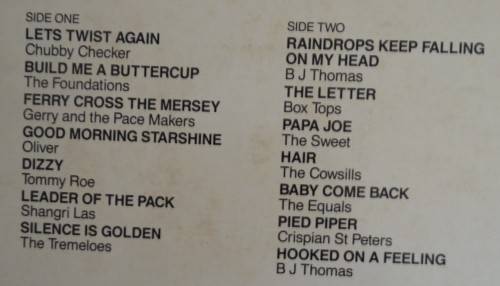 SIDE ONE
LETS TWIST AGAIN
Chubby Checker
BUILD ME A BUTTERCUP
The Foundations
FERRY CROSS THE MERSEY
Gerry and the Pace Makers
GOOD MORNING STARSHINE
Oliver
DIZZY
Tommy Roe
LEADER OF THE PACK
Shangri Las
SILENCE IS GOLDEN
The Tremeloes
SIDE TWO
RAINDROPS KEEP FALLING
ON MY HEAD
B J Thomas
THE LETTER
Box Tops
PAPA JOE
The Sweet
HAIR
The Cowsills
BABY COME BACK
The Equals
PIED PIPER
Crispian St Peters
HOOKED ON A FEELING
B J Thomas